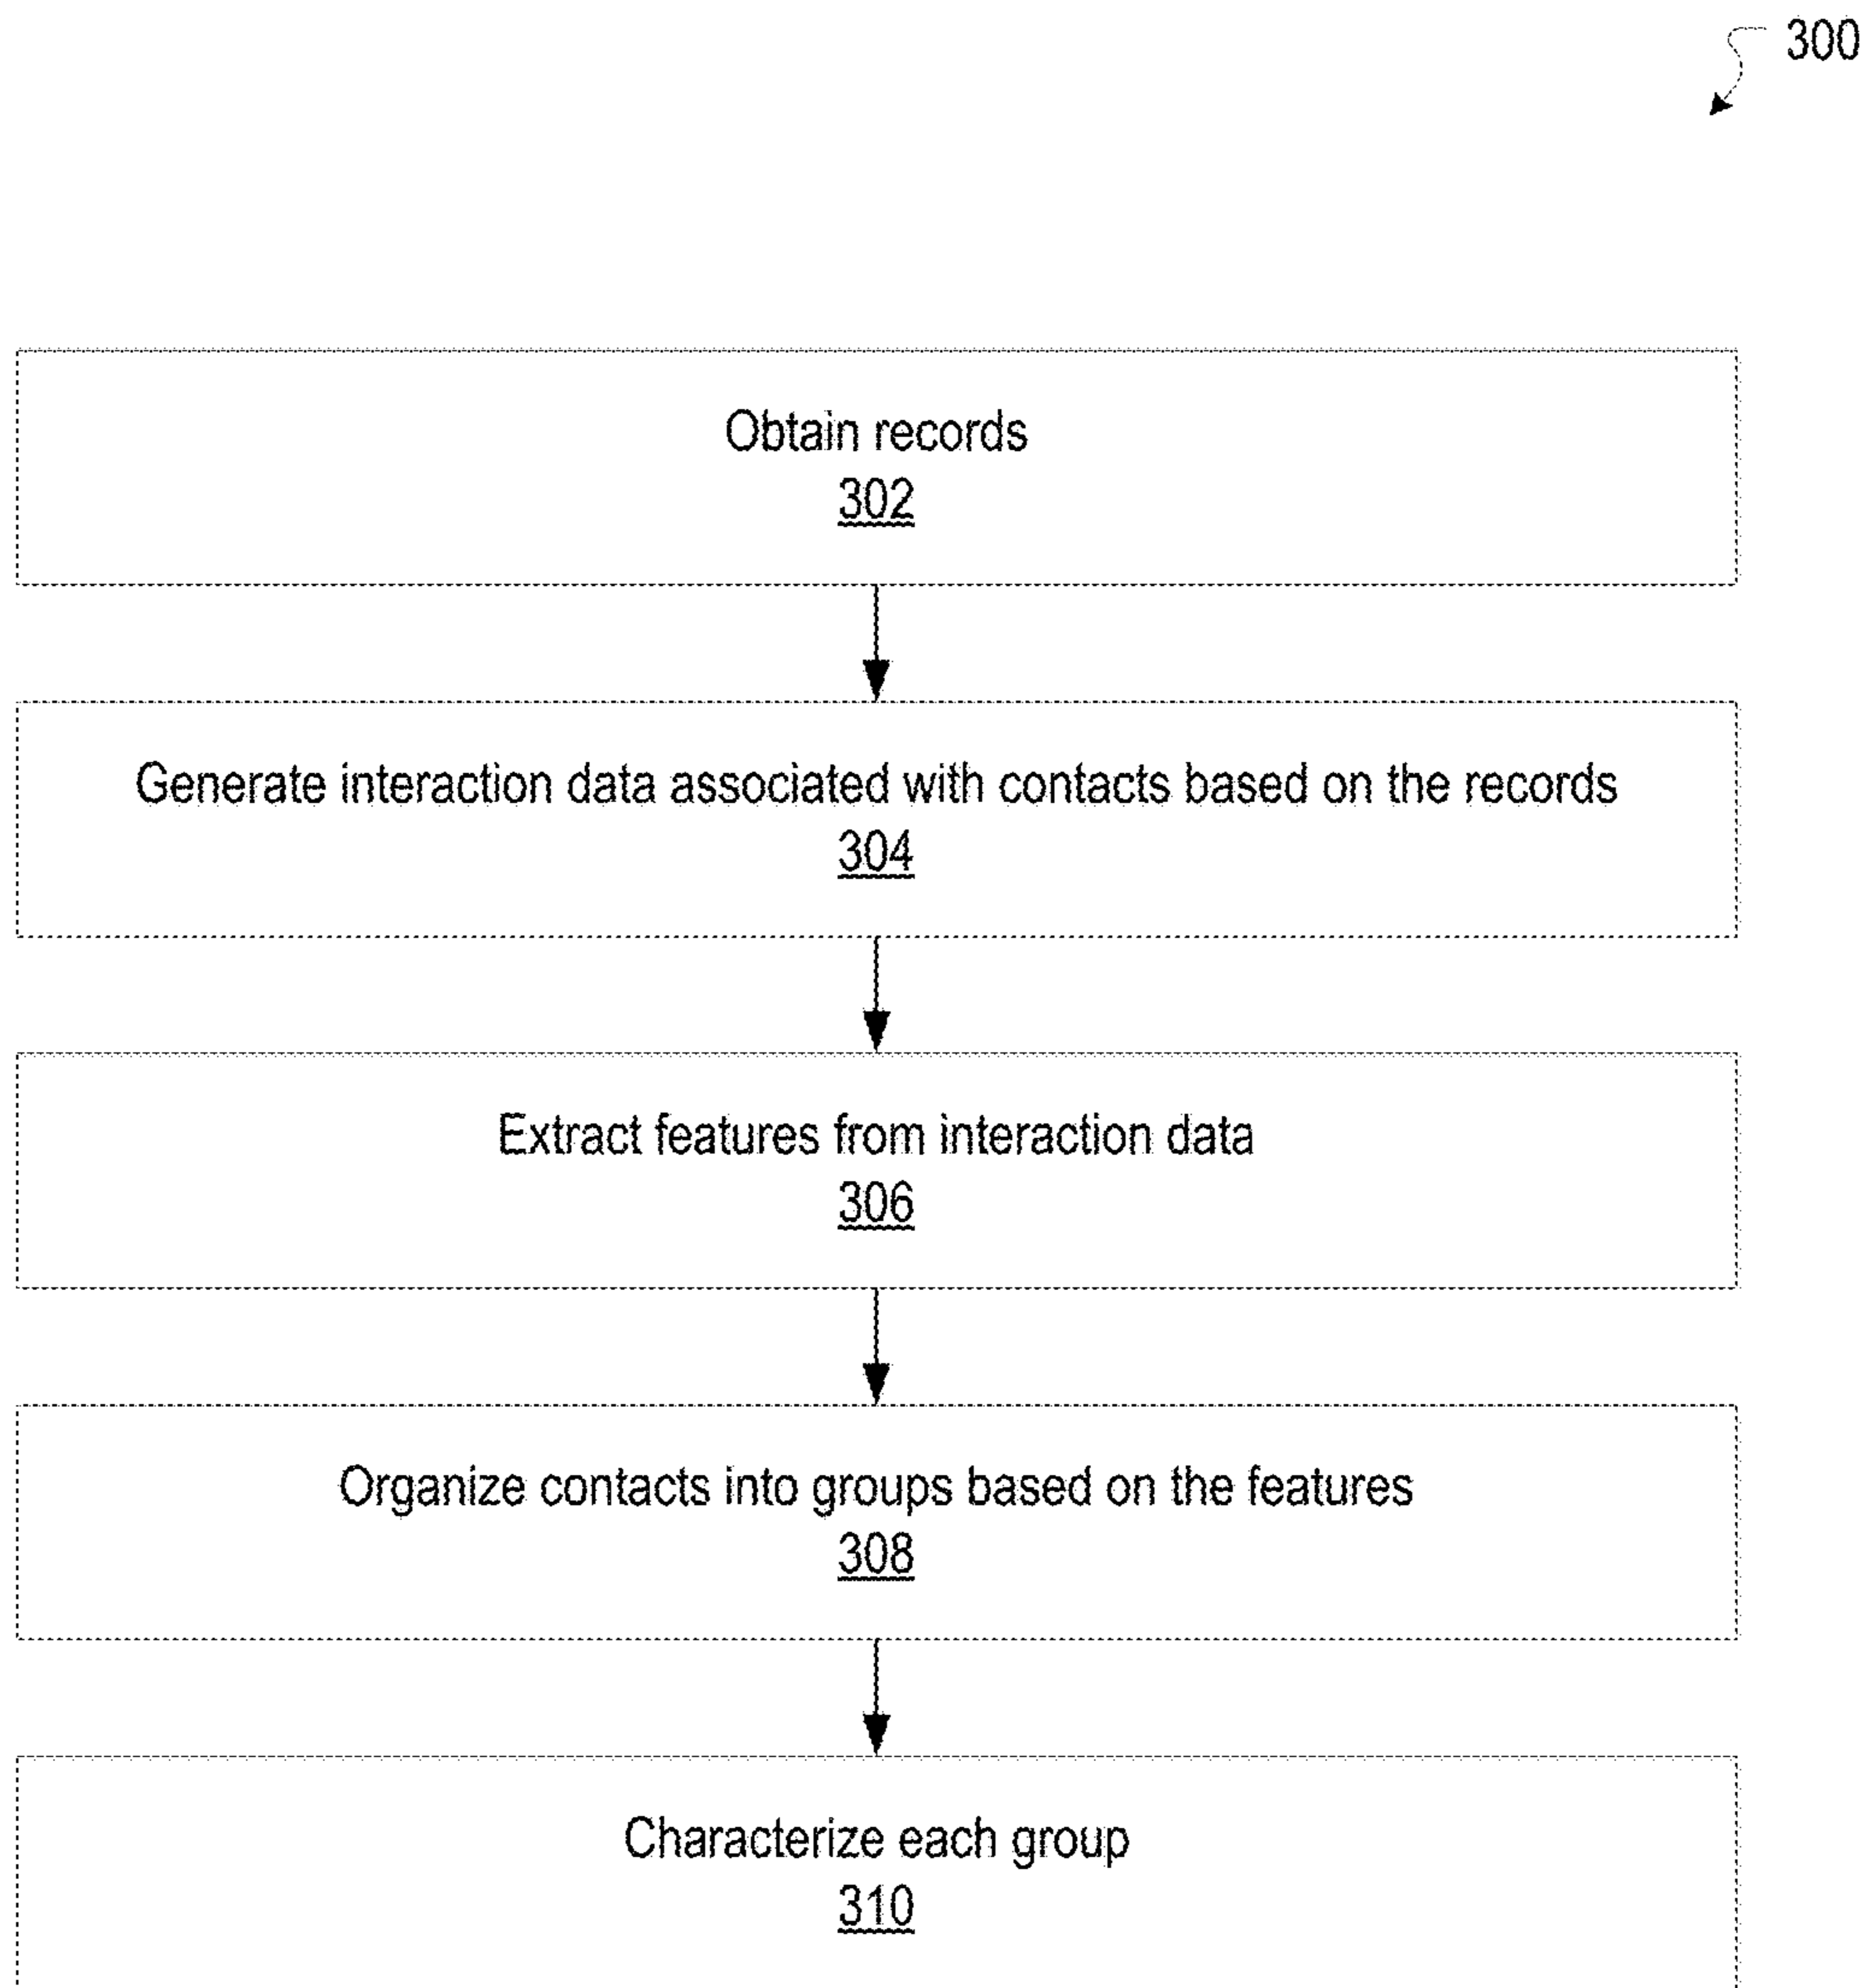 300
Obtain records
302
Generate interaction data associated with contacts based on the records
304
Extract features from interaction data
306
Organize contacts into groups based on the features
308
Characterize each group
310